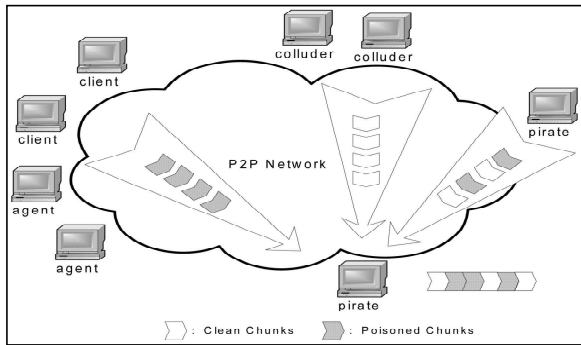 colluder
colluder
client
pirate
client
P2P Network
agent
agent
pirate
: Clean Chunks
: Poisoned Chunks